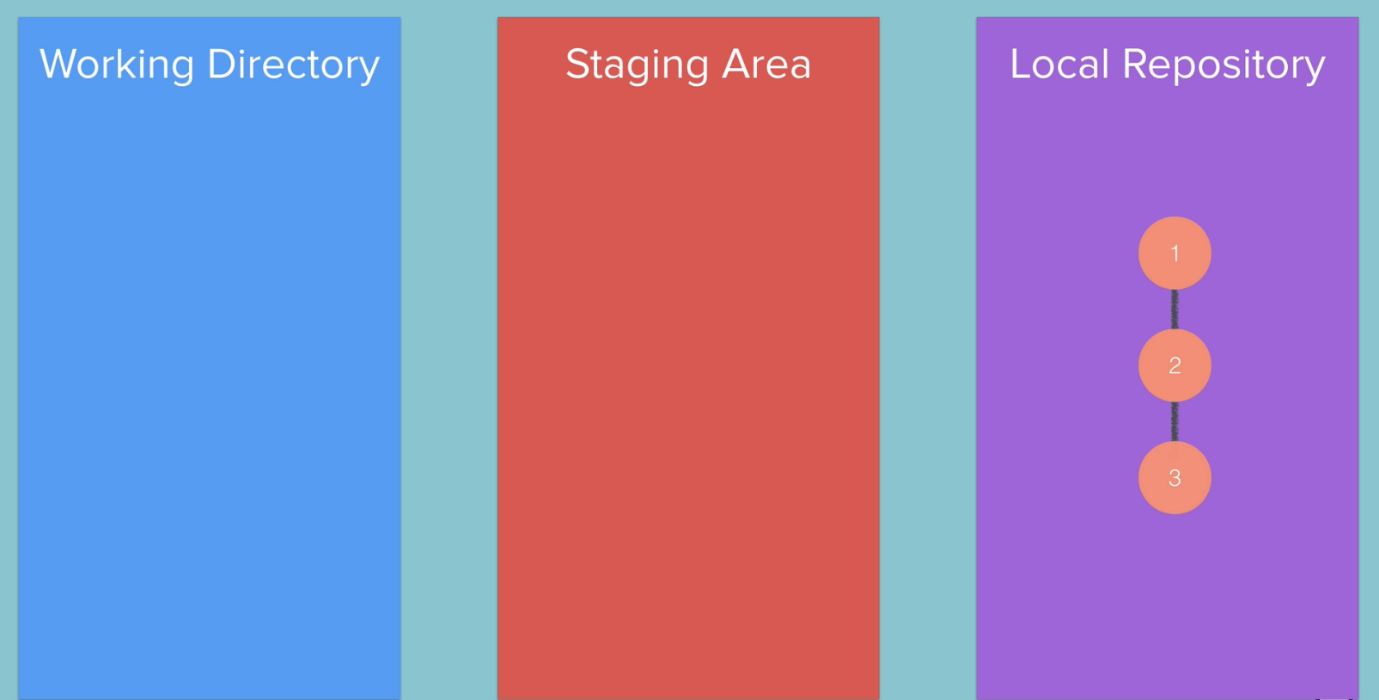 Working Directory
Staging Area
Local Repository
1
2
3